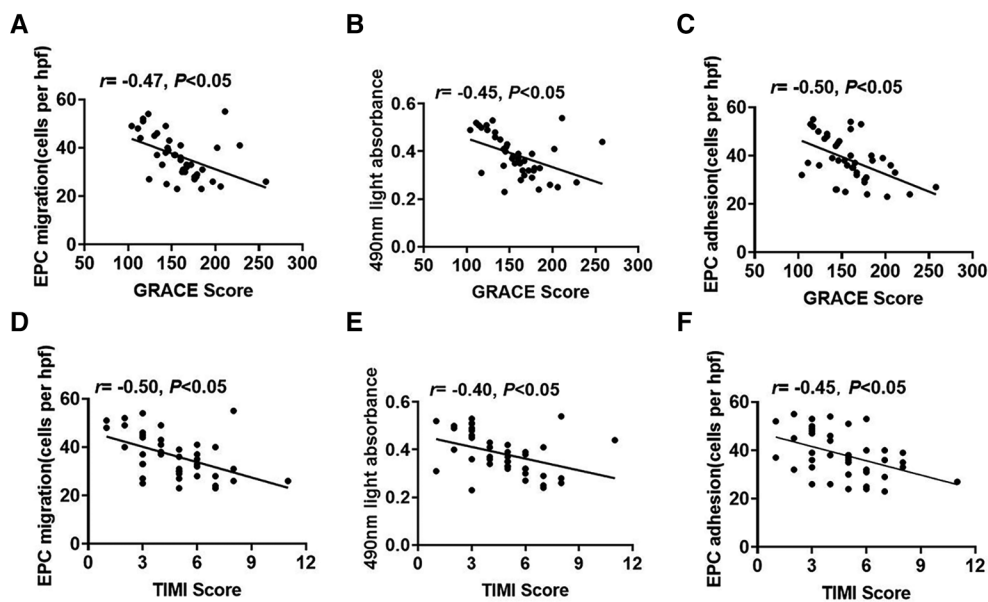 A
EPC migration(cells per hpf)
r= -0.47, P<0.05
60
40
20
0
50 100 150 200 250 300
GRACE Score
B
490nm light absorbance
r= -0.45, P<0.05
0.6
0.4
0.2
0.0
50 100 150 200 250 300
GRACE Score
C
EPC adhesion(cells per hpf)
r= -0.50, P<0.05
60
40
20
0
50 100 150 200 250 300
GRACE Score
D
EPC migration(cells per hpf)
r= -0.50, P<0.05
60
40
20
0
0 3 6 9 12
TIMI Score
E
490nm light absorbance
r= -0.40, P<0.05
0.6
0.4
0.2
0.0
0 3 6 9 12
TIMI Score
F
EPC adhesion(cells per hpf)
r= -0.45, P<0.05
60
40
20
0
0 3 6 9 12
TIMI Score